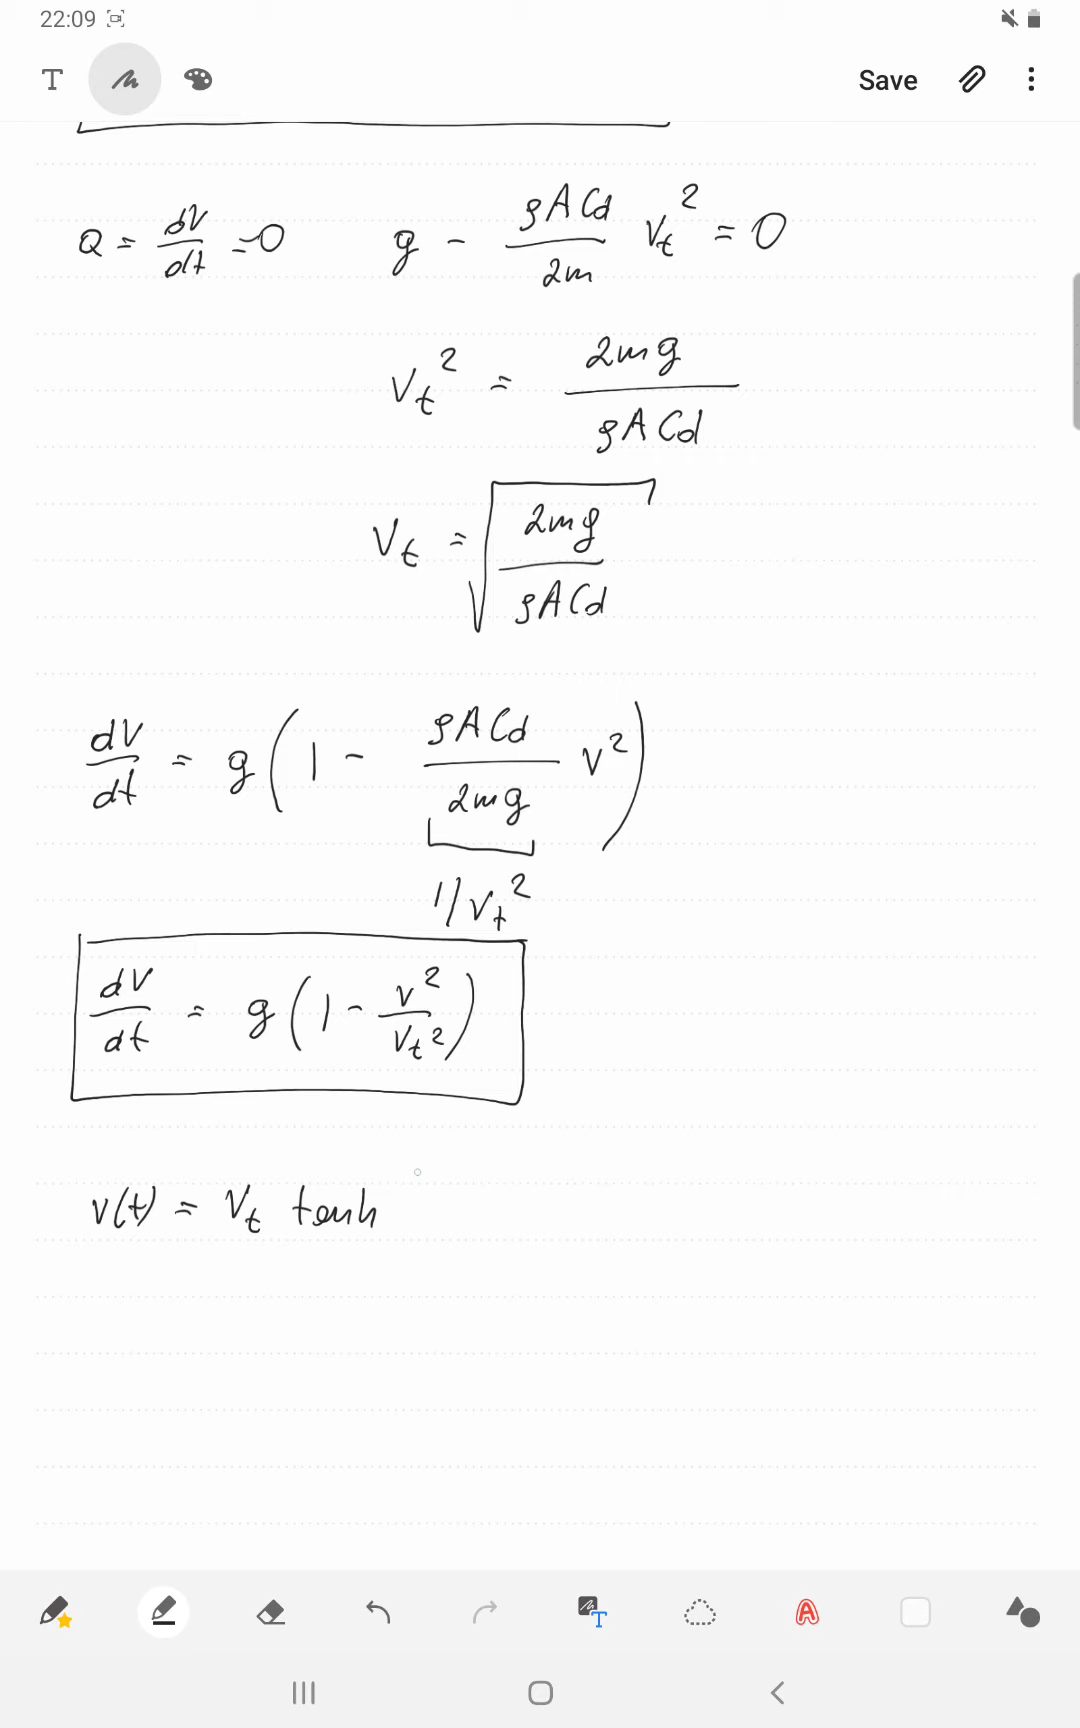 22:09
T Save
Q = dV/dt = 0 g - ρACd/2m Vt² = 0
Vt² = 2mg/ρACd
Vt = √(2mg/ρACd)
dV/dt = g(1 - ρACd/2mg v²)
1/Vt²
dV/dt = g(1 - v²/Vt²)
v(t) = Vt tanh
T
A